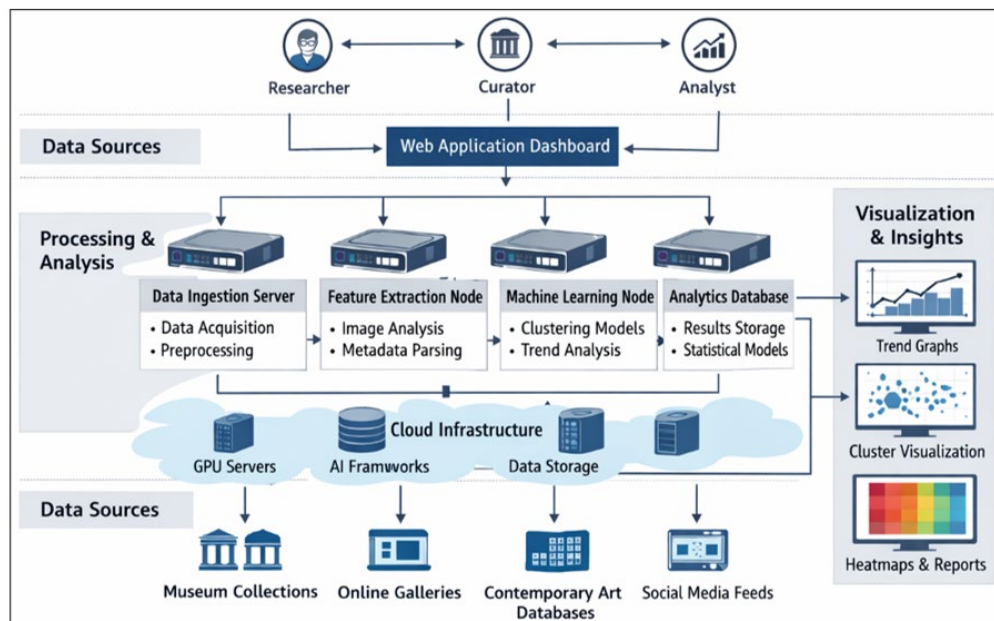 Researcher
Curator
Analyst
Data Sources
Web Application Dashboard
Processing &
Analysis
Data Ingestion Server
• Data Acquisition
• Preprocessing
Feature Extraction Node
• Image Analysis
• Metadata Parsing
Machine Learning Node
• Clustering Models
• Trend Analysis
Analytics Database
• Results Storage
• Statistical Models
Visualization
& Insights
Trend Graphs
Cluster Visualization
Heatmaps & Reports
Cloud Infrastructure
GPU Servers
AI Framworks
Data Storage
Data Sources
Museum Collections
Online Galleries
Contemporary Art
Databases
Social Media Feeds